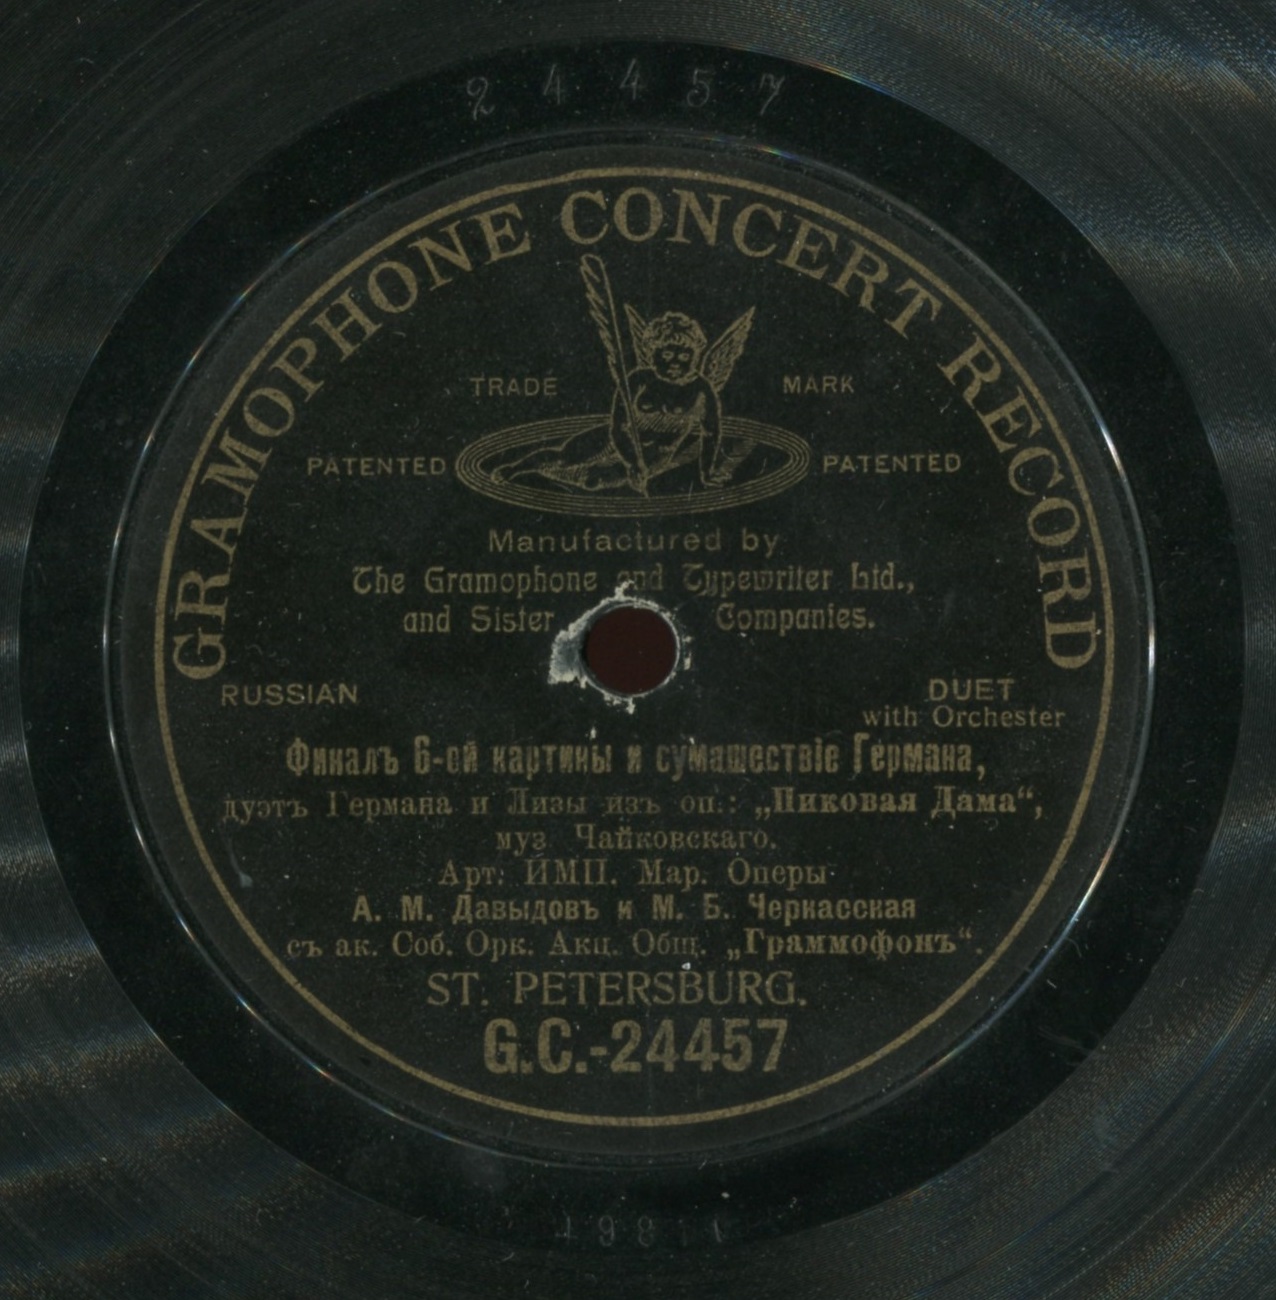 24457
GRAMOPHONE CONCERT RECORD
TRADE MARK
PATENTED PATENTED
Manufactured by
The Gramophone and Typewriter Ltd.,
and Sister Companies.
RUSSIAN
DUET
with Orchester
Финалъ 6-ой картины и сумашествіе Германа,
дуэтъ Германа и Лизы изъ оп.: „Пиковая Дама“,
муз Чайковскаго.
Арт. ИМП. Мар. Оперы
А. М. Давыдовъ и М. Б. Черкасская
съ ак. Соб. Орк. Акц. Общ. „Граммофонъ“.
ST. PETERSBURG.
G.C.-24457